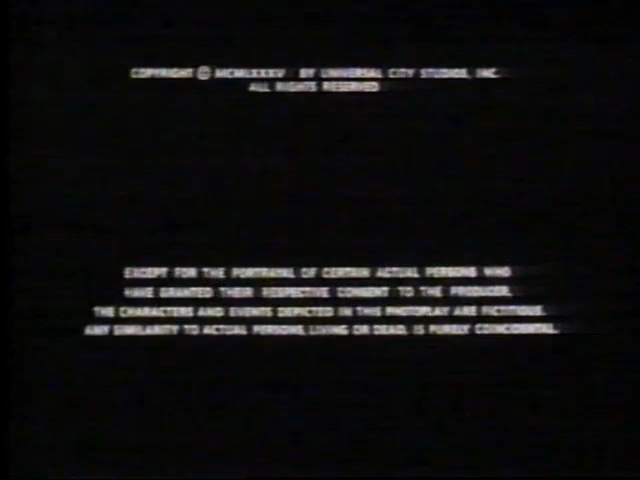 COPYRIGHT © MCMLXXXV BY UNIVERSAL CITY STUDIOS, INC.
ALL RIGHTS RESERVED
EXCEPT FOR THE PORTRAYAL OF CERTAIN ACTUAL PERSONS WHO
HAVE GRANTED THEIR RESPECTIVE CONSENT TO THE PRODUCER,
THE CHARACTERS AND EVENTS DEPICTED IN THIS PHOTOPLAY ARE FICTITIOUS.
ANY SIMILARITY TO ACTUAL PERSONS, LIVING OR DEAD, IS PURELY COINCIDENTAL.